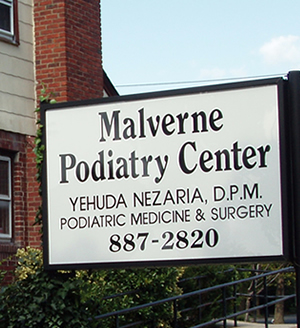 Malverne
Podiatry Center
YEHUDA NEZARIA, D.P.M.
PODIATRIC MEDICINE & SURGERY
887-2820